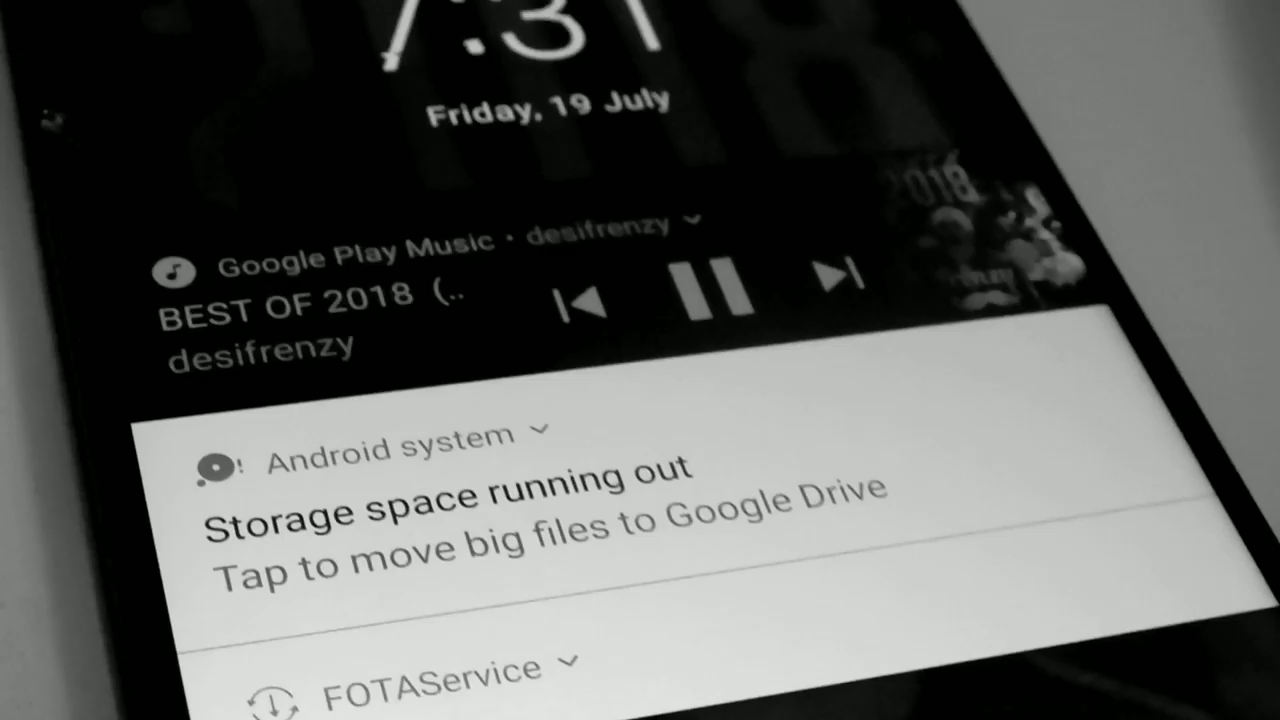 7:31
Friday, 19 July
2018
Google Play Music • desifrenzy
BEST OF 2018 (..
desifrenzy
Android system
Storage space running out
Tap to move big files to Google Drive
FOTAService